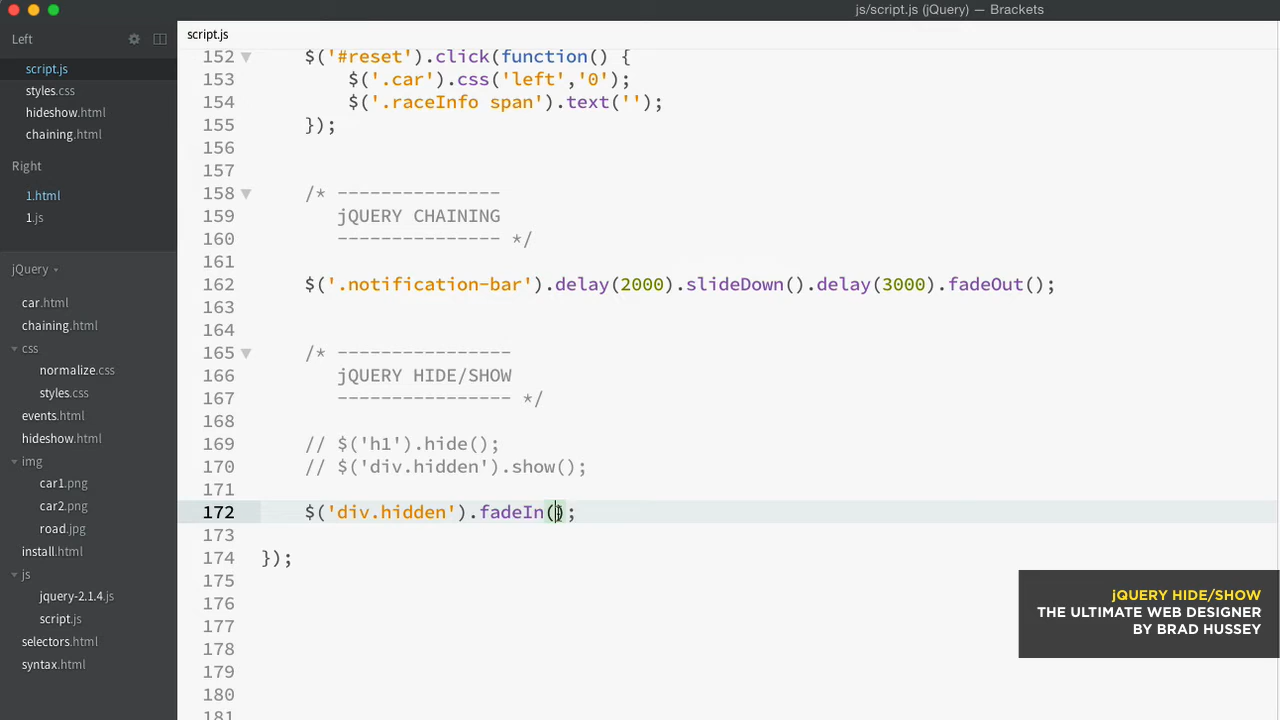 js/script.js (jQuery) — Brackets
Left
script.js
styles.css
hideshow.html
chaining.html
Right
1.html
1.js
jQuery
car.html
chaining.html
css
normalize.css
styles.css
events.html
hideshow.html
img
car1.png
car2.png
road.jpg
install.html
js
jquery-2.1.4.js
script.js
selectors.html
syntax.html
script.js
152 $('#reset').click(function() {
153 $('.car').css('left','0');
154 $('.raceInfo span').text('');
155 });
156
157
158 /* ---------------
159 jQUERY CHAINING
160 --------------- */
161
162 $('.notification-bar').delay(2000).slideDown().delay(3000).fadeOut();
163
164
165 /* ----------------
166 jQUERY HIDE/SHOW
167 ---------------- */
168
169 // $('h1').hide();
170 // $('div.hidden').show();
171
172 $('div.hidden').fadeIn();
173
174 });
175
176
177
178
179
180
181
jQUERY HIDE/SHOW
THE ULTIMATE WEB DESIGNER
BY BRAD HUSSEY